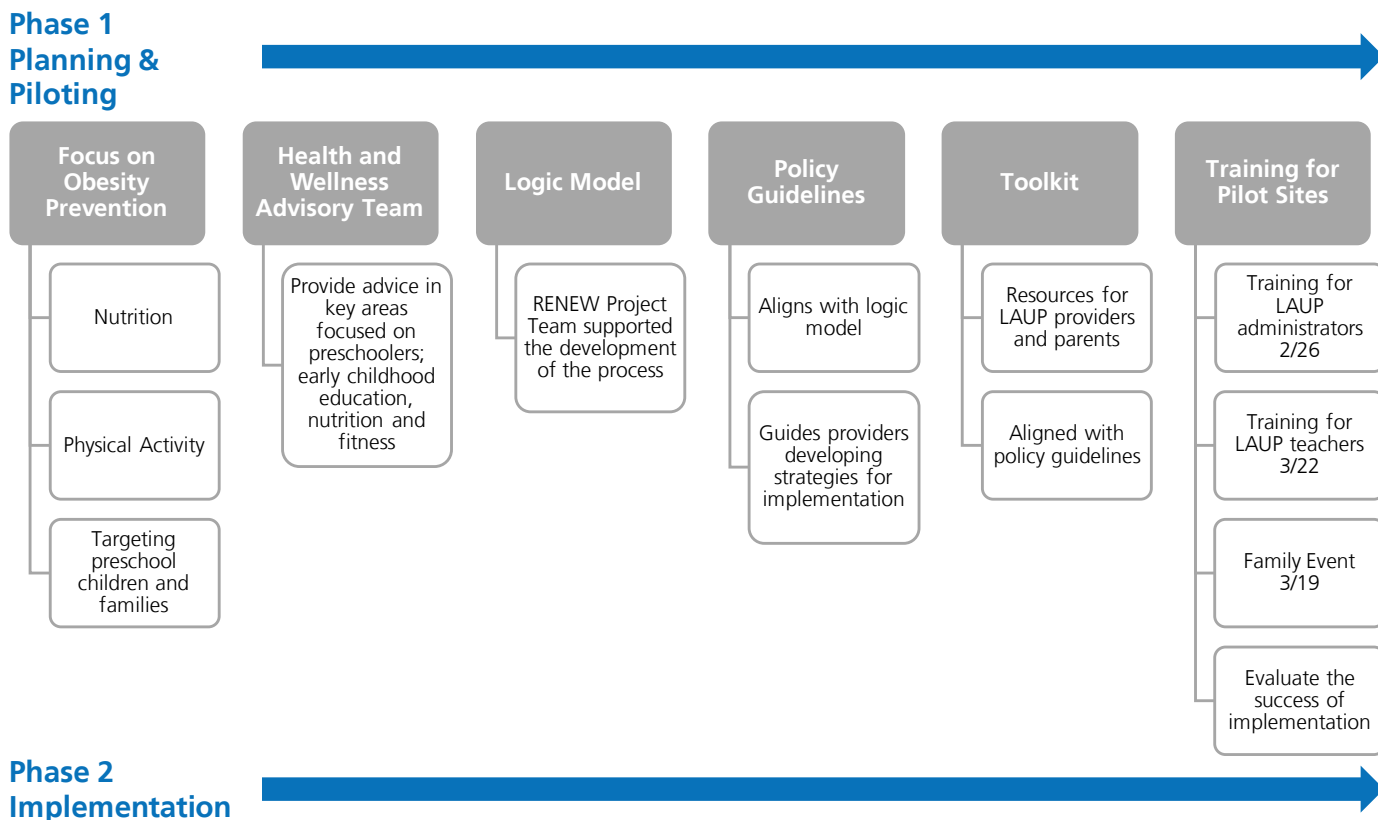 Phase 1
Planning &
Piloting
Focus on
Obesity
Prevention
Nutrition
Physical Activity
Targeting
preschool
children and
families
Health and
Wellness
Advisory Team
Provide advice in
key areas
focused on
preschoolers;
early childhood
education,
nutrition and
fitness
Logic Model
RENEW Project
Team supported
the development
of the process
Policy
Guidelines
Aligns with logic
model
Guides providers
developing
strategies for
implementation
Toolkit
Resources for
LAUP providers
and parents
Aligned with
policy guidelines
Training for
Pilot Sites
Training for
LAUP
administrators
2/26
Training for
LAUP teachers
3/22
Family Event
3/19
Evaluate the
success of
implementation
Phase 2
Implementation